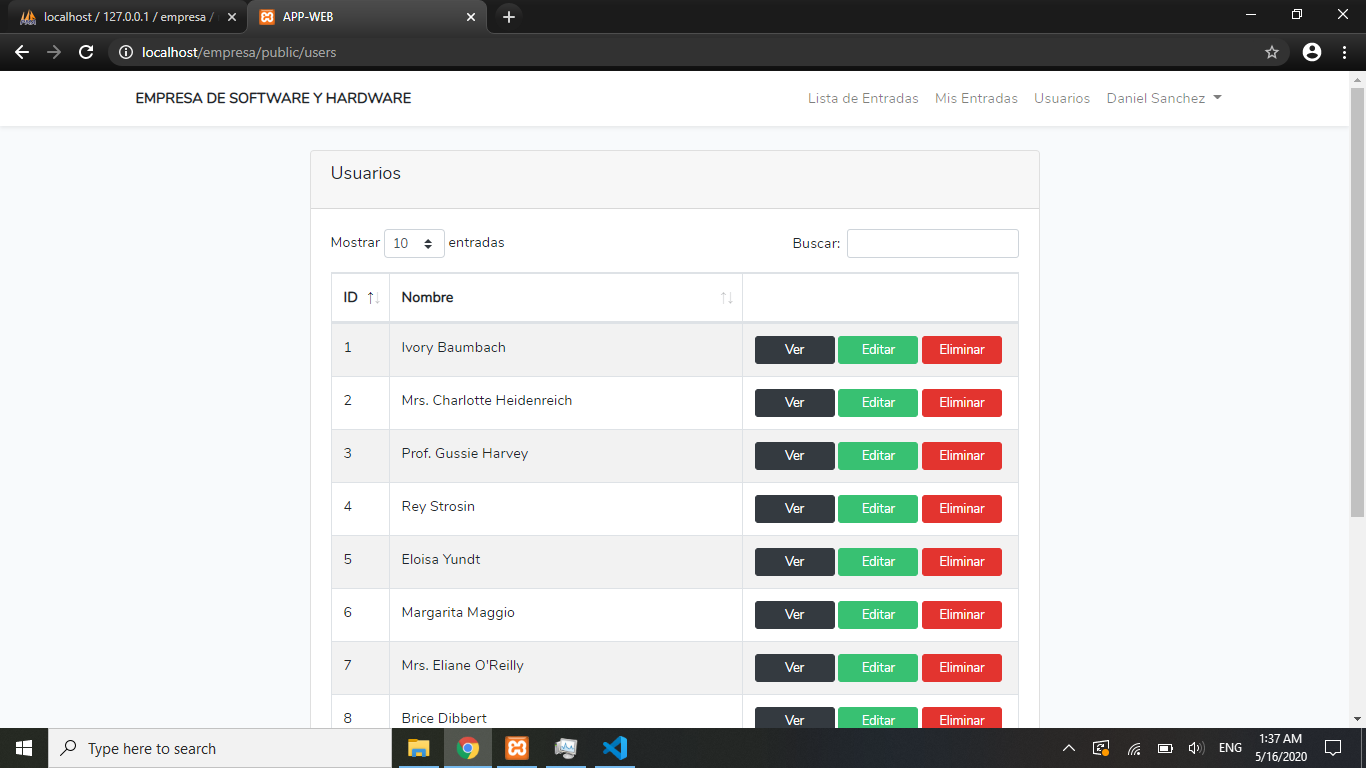 localhost / 127.0.0.1 / empresa /
APP-WEB
localhost/empresa/public/users
EMPRESA DE SOFTWARE Y HARDWARE
Lista de Entradas Mis Entradas Usuarios Daniel Sanchez
Usuarios
Mostrar 10 entradas Buscar:
ID Nombre
1 Ivory Baumbach Ver Editar Eliminar
2 Mrs. Charlotte Heidenreich Ver Editar Eliminar
3 Prof. Gussie Harvey Ver Editar Eliminar
4 Rey Strosin Ver Editar Eliminar
5 Eloisa Yundt Ver Editar Eliminar
6 Margarita Maggio Ver Editar Eliminar
7 Mrs. Eliane O'Reilly Ver Editar Eliminar
8 Brice Dibbert Ver Editar Eliminar
Type here to search
ENG
1:37 AM
5/16/2020